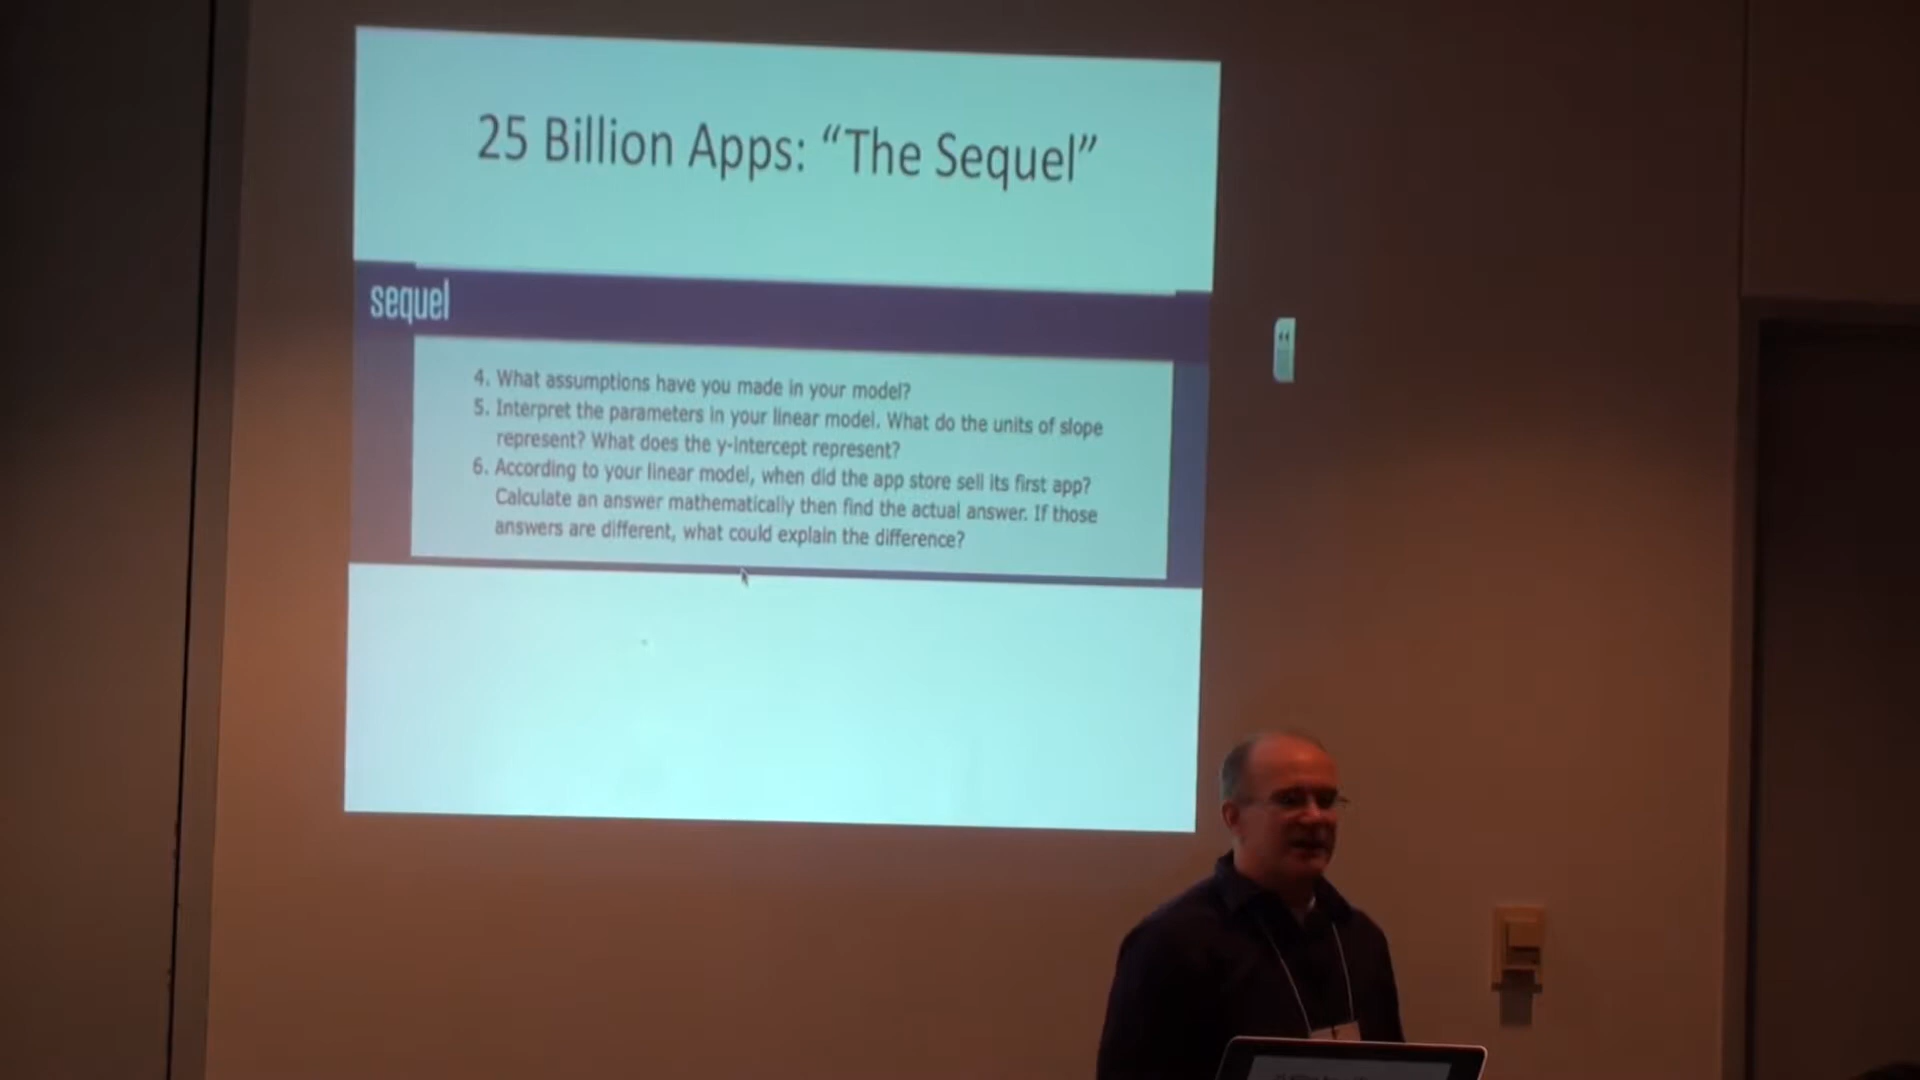 25 Billion Apps: “The Sequel”
sequel
4. What assumptions have you made in your model?
5. Interpret the parameters in your linear model. What do the units of slope
represent? What does the y-intercept represent?
6. According to your linear model, when did the app store sell its first app?
Calculate an answer mathematically then find the actual answer. If those
answers are different, what could explain the difference?